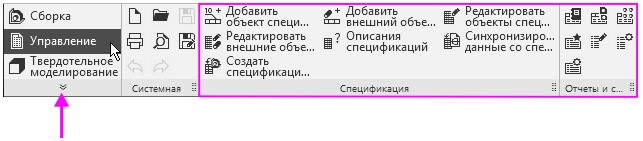 Сборка
Управление
Твердотельное
моделирование
Системная
Добавить
объект специ...
Добавить
внешний объе...
Редактировать
объекты спец...
Редактировать
внешние объе...
Описания
спецификаций
Синхронизиро...
данные со спе...
Создать
спецификаци...
Спецификация
Отчеты и с...